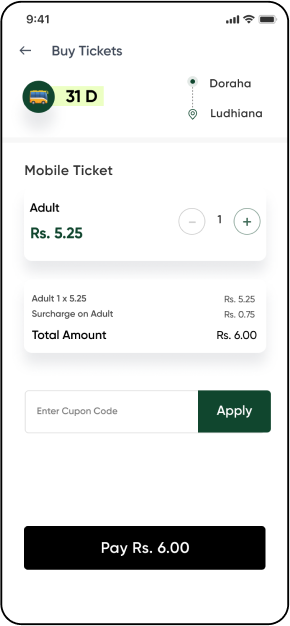 9:41
Buy Tickets
31 D
Doraha
Ludhiana
Mobile Ticket
Adult
Rs. 5.25
− 1 +
Adult 1 x 5.25 Rs. 5.25
Surcharge on Adult Rs. 0.75
Total Amount Rs. 6.00
Enter Cupon Code Apply
Pay Rs. 6.00